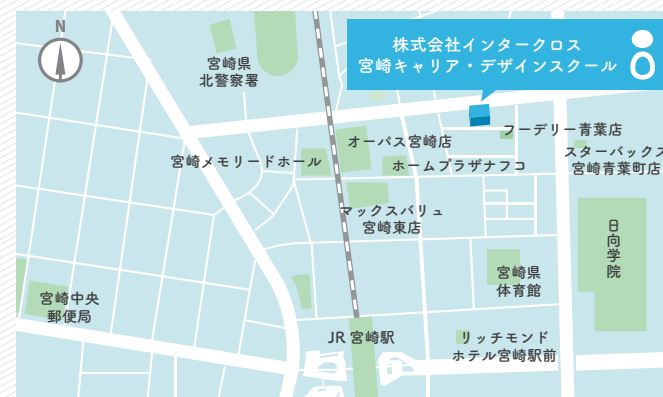 N
株式会社インタークロス
宮崎キャリア・デザインスクール
宮崎県
北警察署
フーデリー青葉店
オーパス宮崎店
スターバックス
宮崎青葉町店
宮崎メモリードホール
ホームプラザナフコ
マックスバリュ
宮崎東店
日向学院
宮崎県
体育館
宮崎中央
郵便局
JR 宮崎駅
リッチモンド
ホテル宮崎駅前